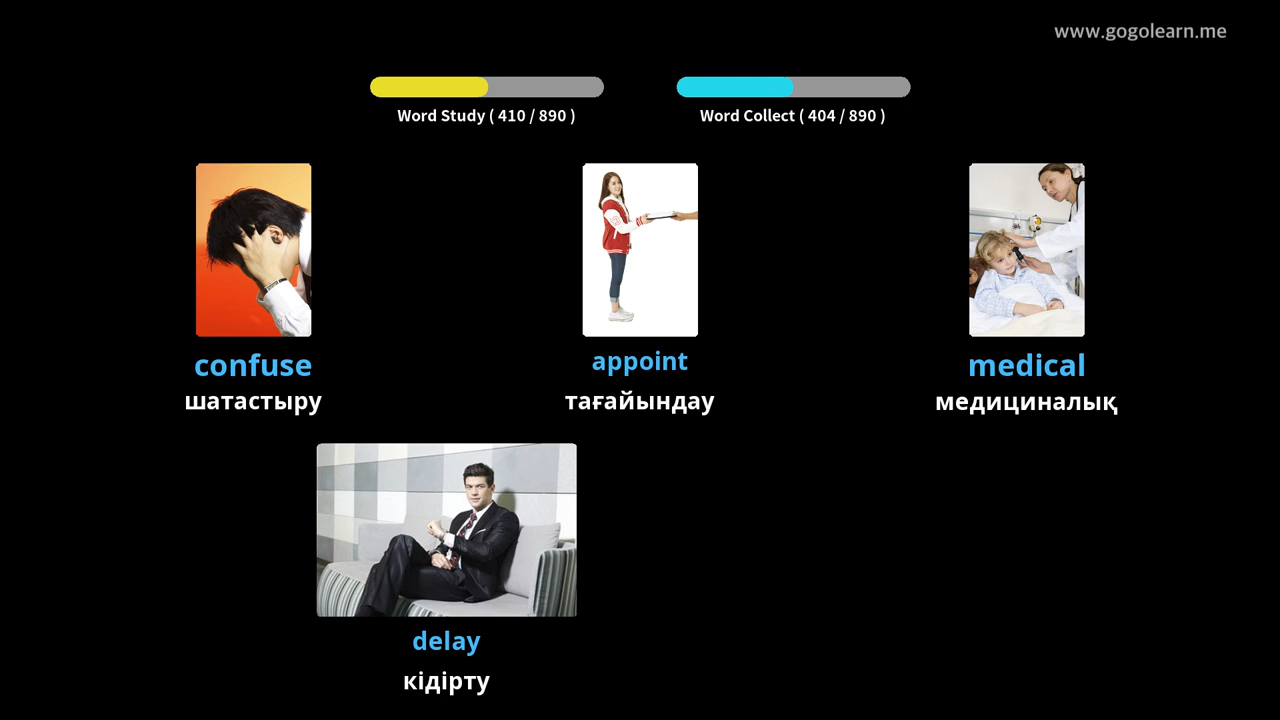 www.gogolearn.me
Word Study ( 410 / 890 )
Word Collect ( 404 / 890 )
confuse
шатастыру
appoint
тағайындау
medical
медициналық
delay
кідірту